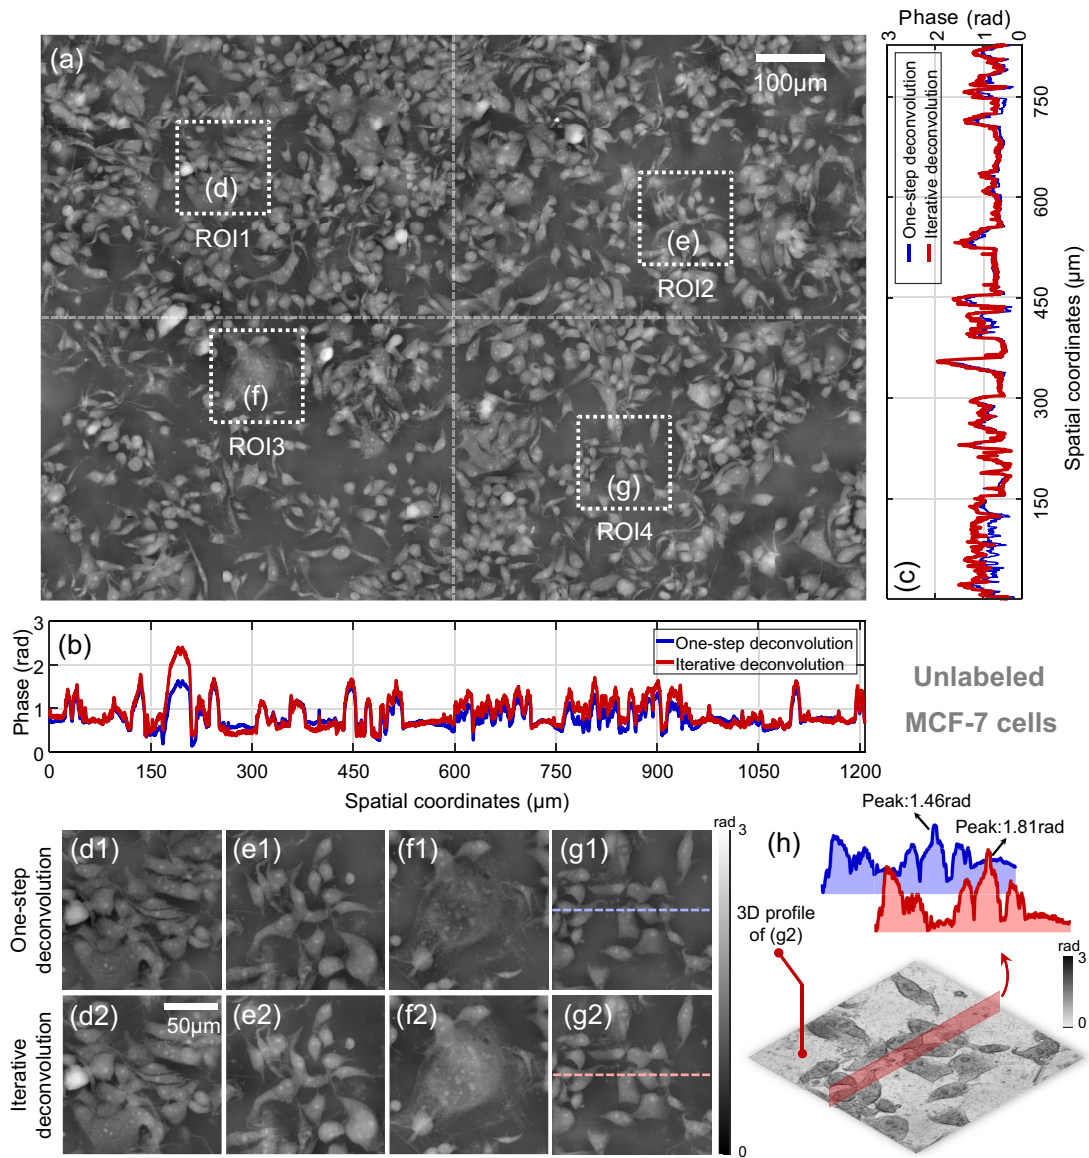 (a)
100μm
(d)
ROI1
(e)
ROI2
(f)
ROI3
(g)
ROI4
Phase (rad)
3 2 1 0
One-step deconvolution
Iterative deconvolution
750
600
450
300
150
Spatial coordinates (μm)
(c)
(b)
Phase (rad)
3
2
1
0
One-step deconvolution
Iterative deconvolution
0 150 300 450 600 750 900 1050 1200
Spatial coordinates (μm)
Unlabeled
MCF-7 cells
One-step
deconvolution
(d1) (e1) (f1) (g1)
Iterative
deconvolution
(d2) (e2) (f2) (g2)
50μm
rad
3
0
(h)
Peak:1.46rad
Peak:1.81rad
3D profile
of (g2)
rad
3
0